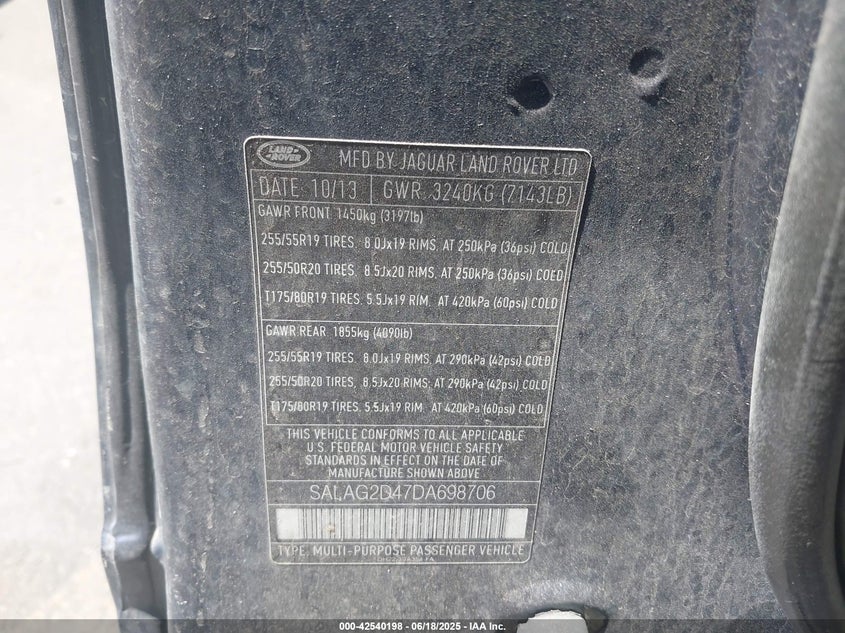 LAND-
ROVER
MFD BY JAGUAR LAND ROVER LTD
DATE 10/13 GWR 3240KG (7143LB)
GAWR FRONT 1450kg (3197lb)
255/55R19 TIRES, 8.0Jx19 RIMS, AT 250kPa (36psi) COLD
255/50R20 TIRES, 8.5Jx20 RIMS, AT 250kPa (36psi) COLD
T175/80R19 TIRES, 5.5Jx19 RIM, AT 420kPa (60psi) COLD
GAWR REAR 1855kg (4090lb)
255/55R19 TIRES, 8.0Jx19 RIMS, AT 290kPa (42psi) COLD
255/50R20 TIRES, 8.5Jx20 RIMS, AT 290kPa (42psi) COLD
T175/80R19 TIRES, 5.5Jx19 RIM, AT 420kPa (60psi) COLD
THIS VEHICLE CONFORMS TO ALL APPLICABLE
U.S. FEDERAL MOTOR VEHICLE SAFETY
STANDARDS IN EFFECT ON THE DATE OF
MANUFACTURE SHOWN ABOVE
SALAG2D47DA698706
TYPE: MULTI-PURPOSE PASSENGER VEHICLE
000-42540198 - 06/18/2025 - IAA Inc.